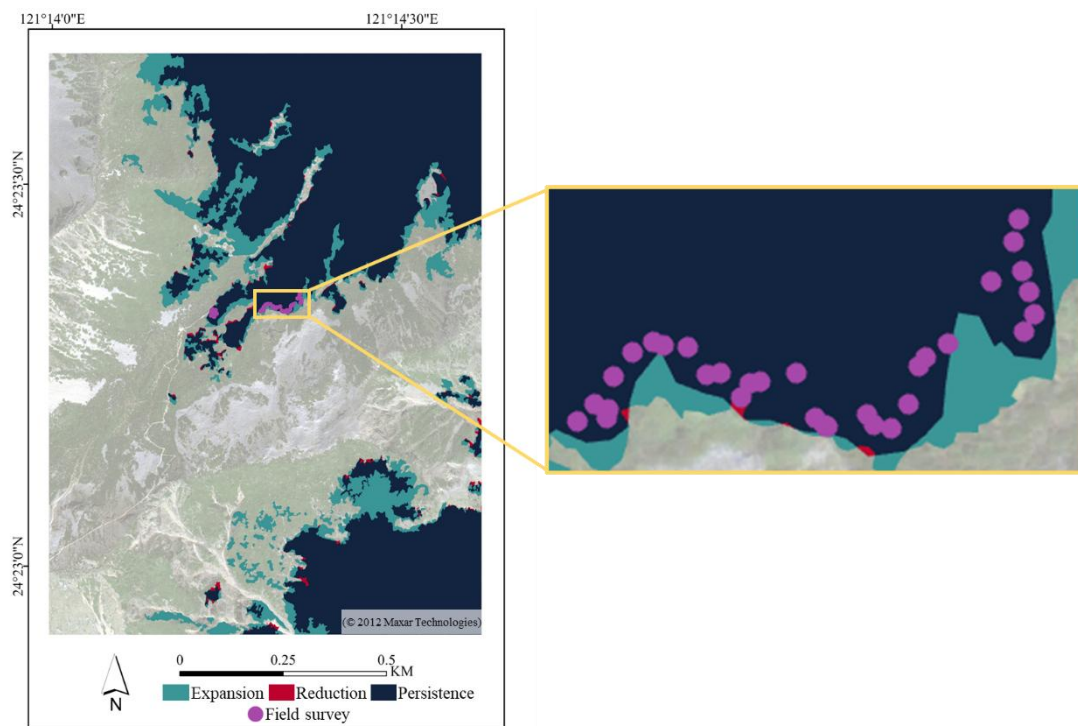 121°14'0"E
121°14'30"E
24°23'30"N
24°23'0"N
(© 2012 Maxar Technologies)
0 0.25 0.5
KM
N
Expansion Reduction Persistence
Field survey